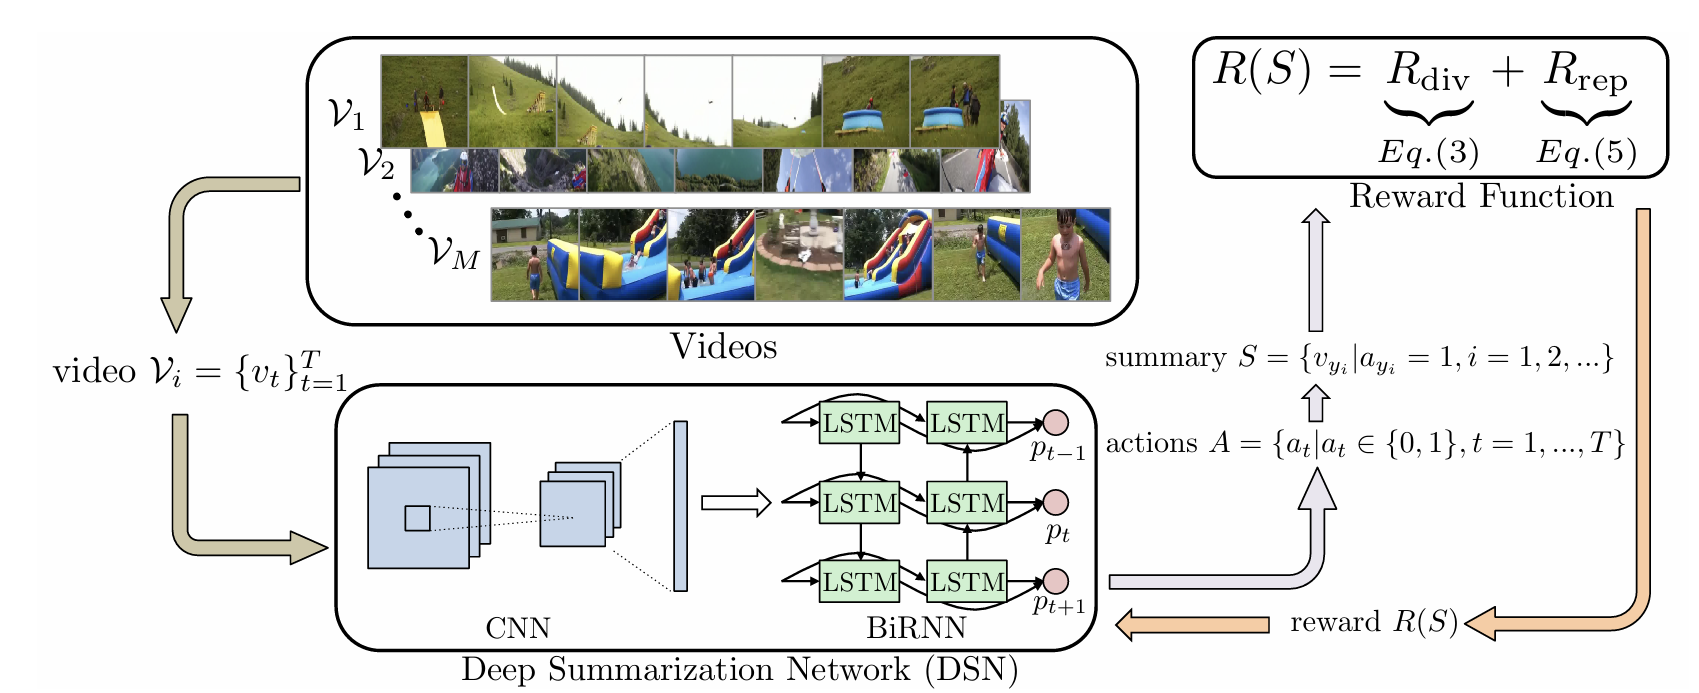 𝒱₁
𝒱₂
𝒱_M
Videos
R(S) = R_div + R_rep
Eq.(3) Eq.(5)
Reward Function
video 𝒱_i = {v_t}_{t=1}^T
summary S = {v_{y_i}|a_{y_i} = 1, i = 1, 2, ...}
actions A = {a_t|a_t ∈ {0, 1}, t = 1, ..., T}
LSTM LSTM
p_{t−1}
LSTM LSTM
p_t
LSTM LSTM
p_{t+1}
CNN BiRNN
Deep Summarization Network (DSN)
reward R(S)